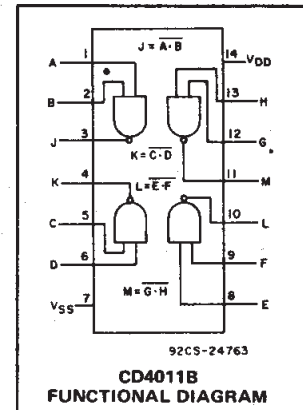 J = A·B
A 1
14 VDD
B 2
13 H
J 3
12 G
K = C·D
11 M
K 4
L = E·F
10 L
C 5
9 F
D 6
M = G·H
8 E
VSS 7
92CS-24763
CD4011B
FUNCTIONAL DIAGRAM